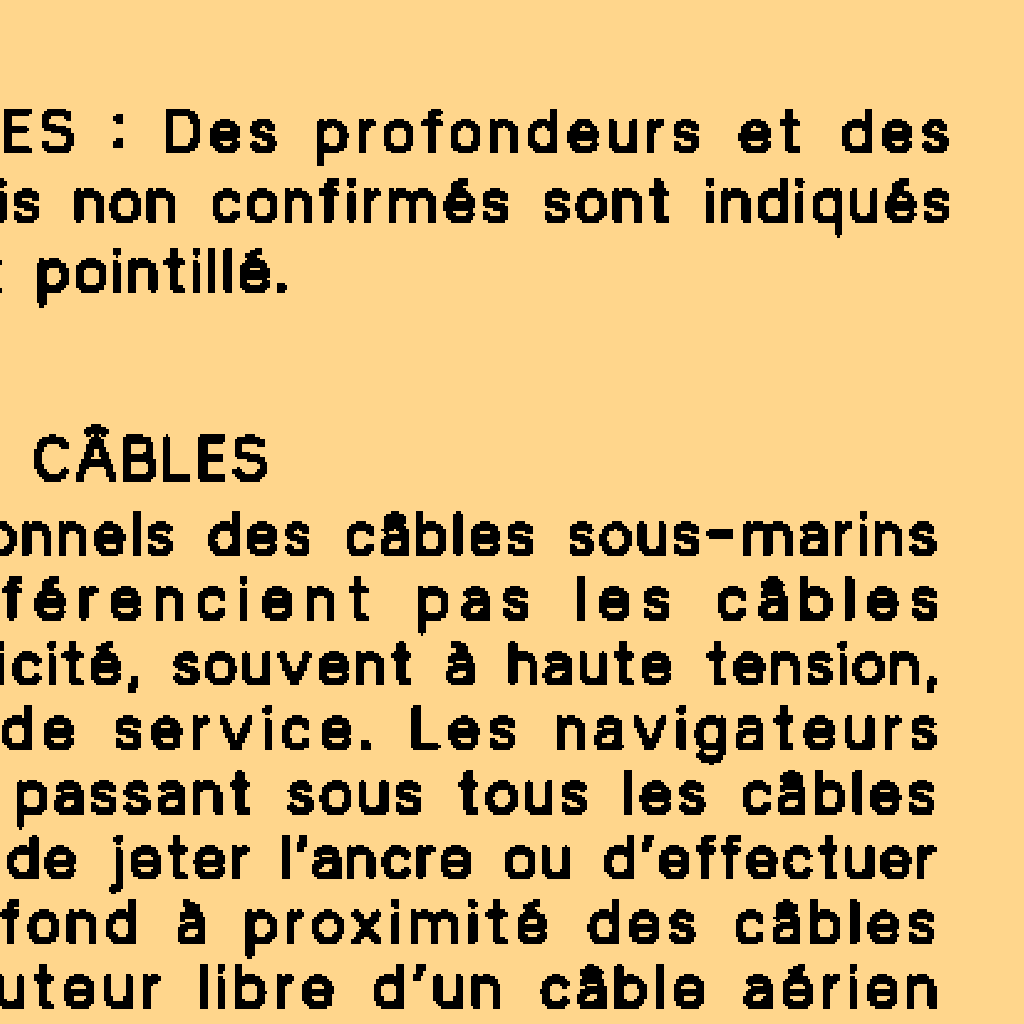 ES : Des profondeurs et des
is non confirmés sont indiqués
pointillé.
CÂBLES
onnels des câbles sous-marins
férencient pas les câbles
icité, souvent à haute tension,
de service. Les navigateurs
passant sous tous les câbles
de jeter l'ancre ou d'effectuer
fond à proximité des câbles
uteur libre d'un câble aérien